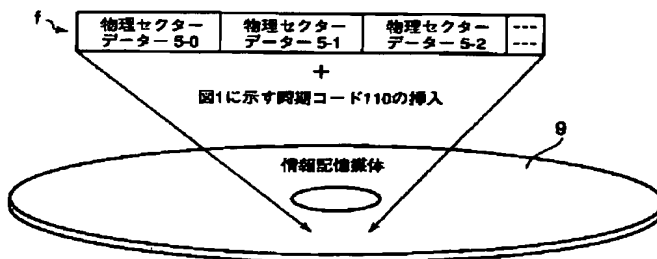 f
物理セクター
データー 5-0
物理セクター
データー 5-1
物理セクター
データー 5-2
---
---
+
図1に示す同期コード110の挿入
9
情報記憶媒体